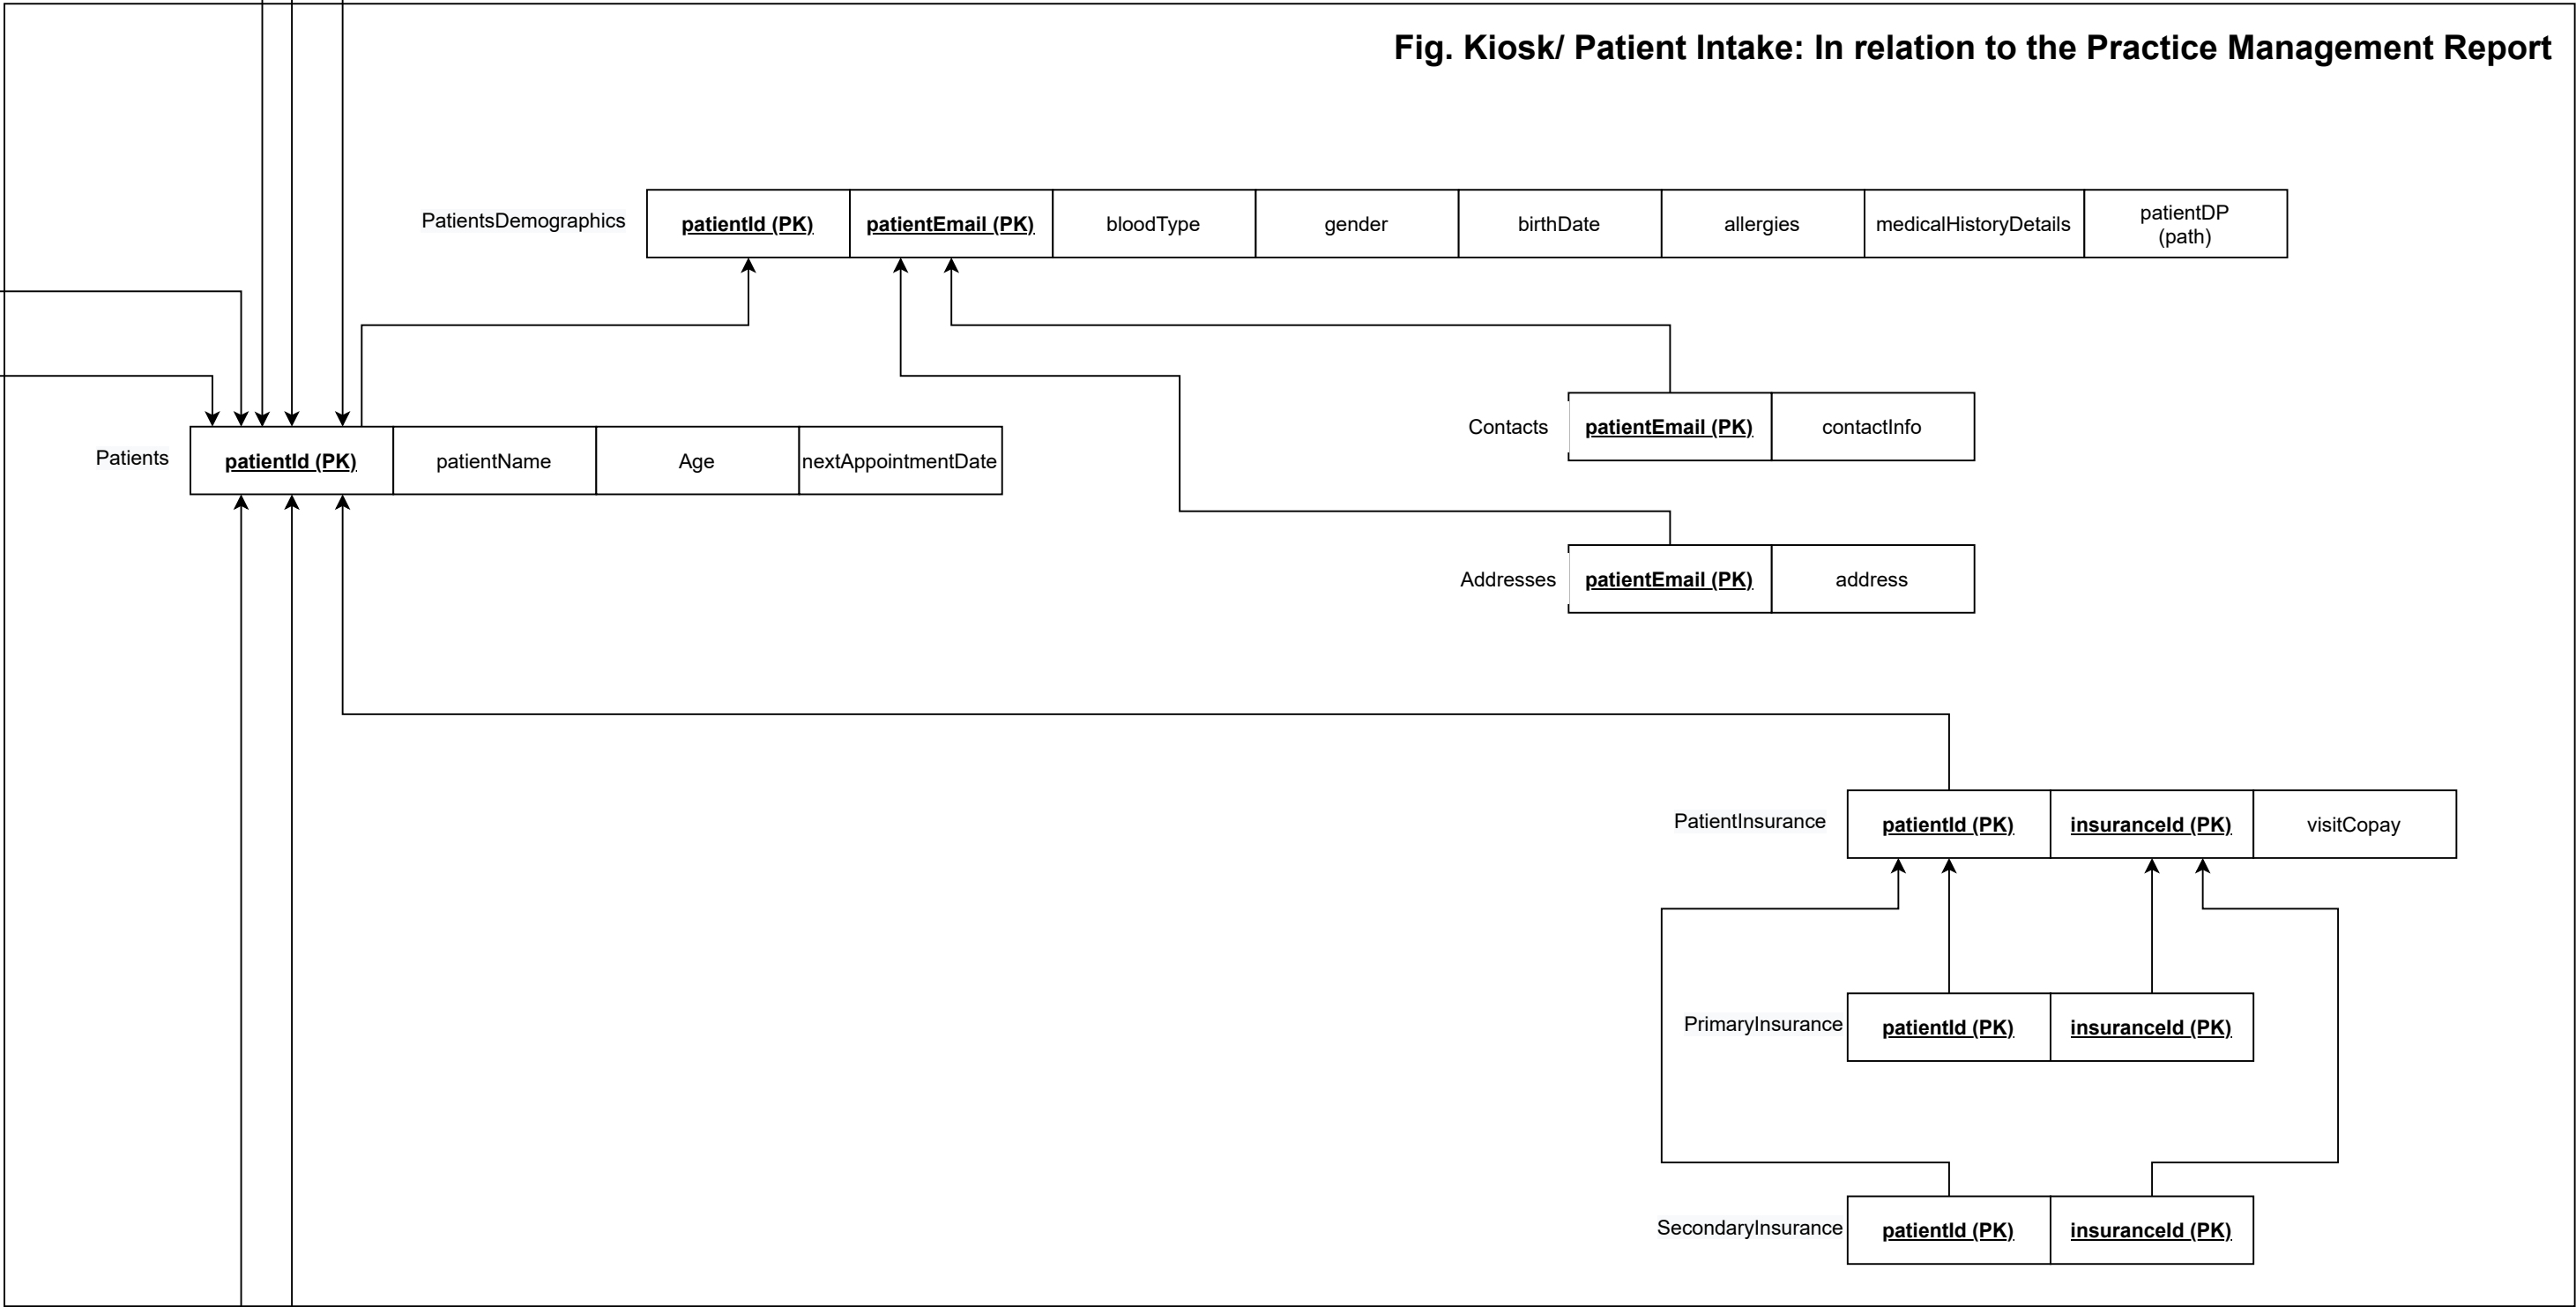 Fig. Kiosk/ Patient Intake: In relation to the Practice Management Report
PatientsDemographics patientId (PK) patientEmail (PK) bloodType gender birthDate allergies medicalHistoryDetails patientDP
(path)
Contacts patientEmail (PK) contactInfo
Patients patientId (PK) patientName Age nextAppointmentDate
Addresses patientEmail (PK) address
PatientInsurance patientId (PK) insuranceId (PK) visitCopay
PrimaryInsurance patientId (PK) insuranceId (PK)
SecondaryInsurance patientId (PK) insuranceId (PK)